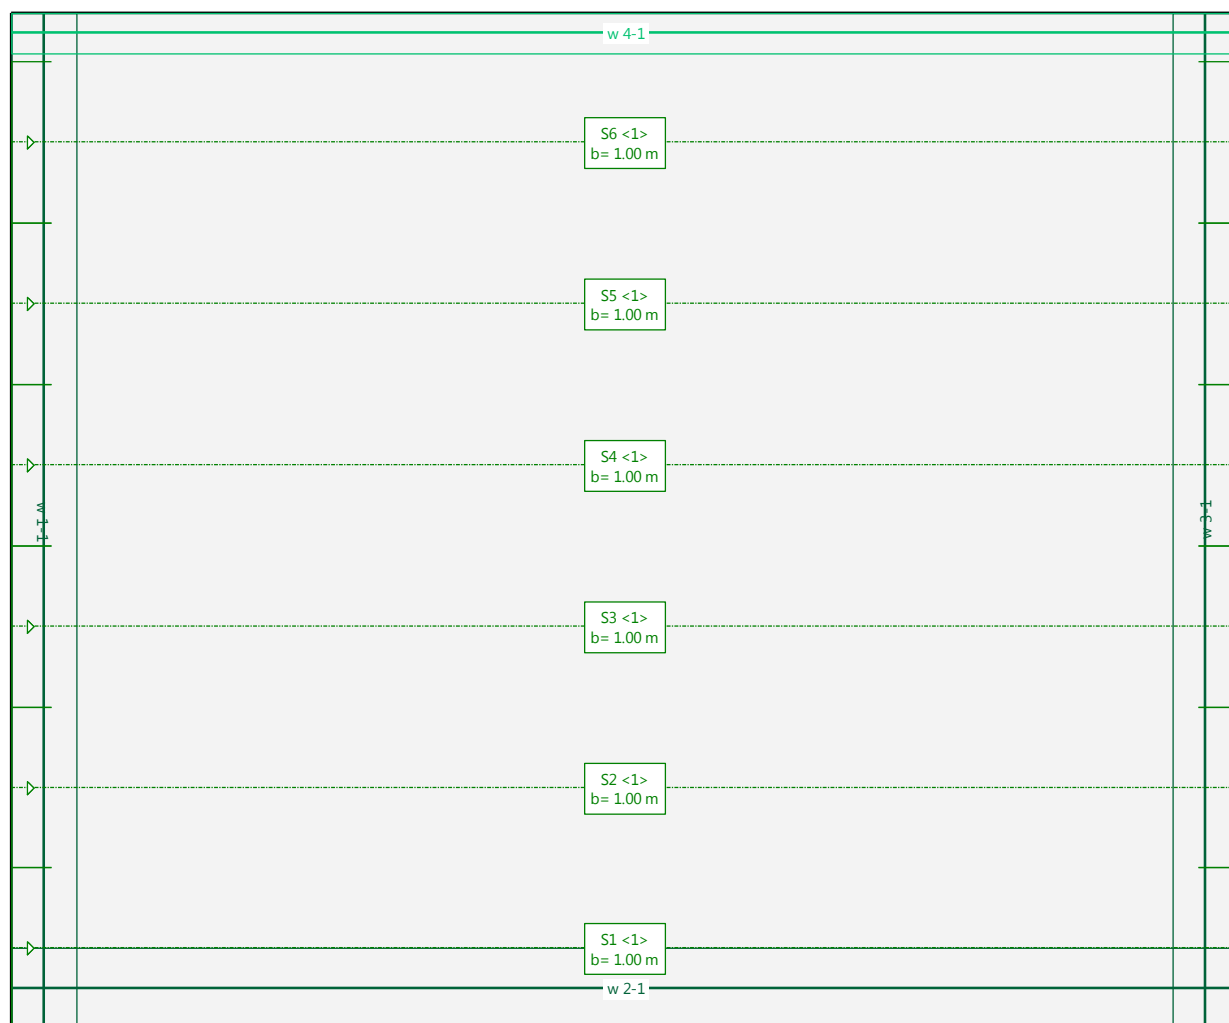 w 4-1
S6 <1>
b= 1.00 m
S5 <1>
b= 1.00 m
S4 <1>
b= 1.00 m
w 1-1
w 3-1
S3 <1>
b= 1.00 m
S2 <1>
b= 1.00 m
S1 <1>
b= 1.00 m
w 2-1